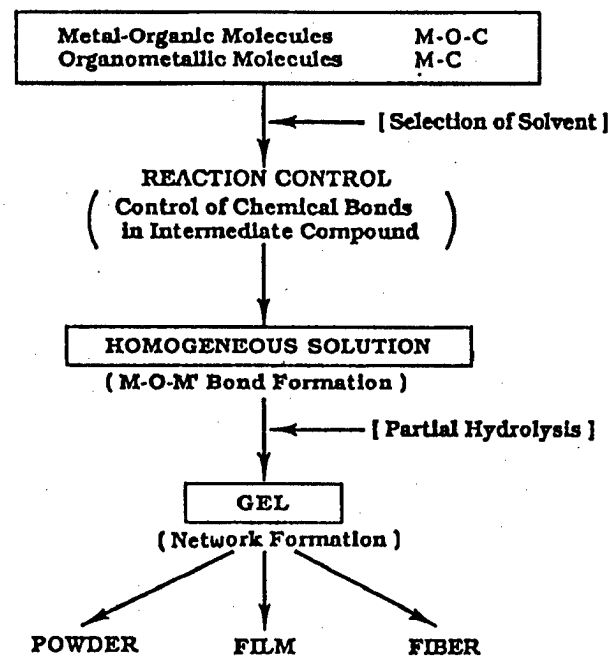 Metal-Organic Molecules M-O-C
Organometallic Molecules M-C
[ Selection of Solvent ]
REACTION CONTROL
( Control of Chemical Bonds
in Intermediate Compound )
HOMOGENEOUS SOLUTION
( M-O-M' Bond Formation )
[ Partial Hydrolysis ]
GEL
( Network Formation )
POWDER FILM FIBER